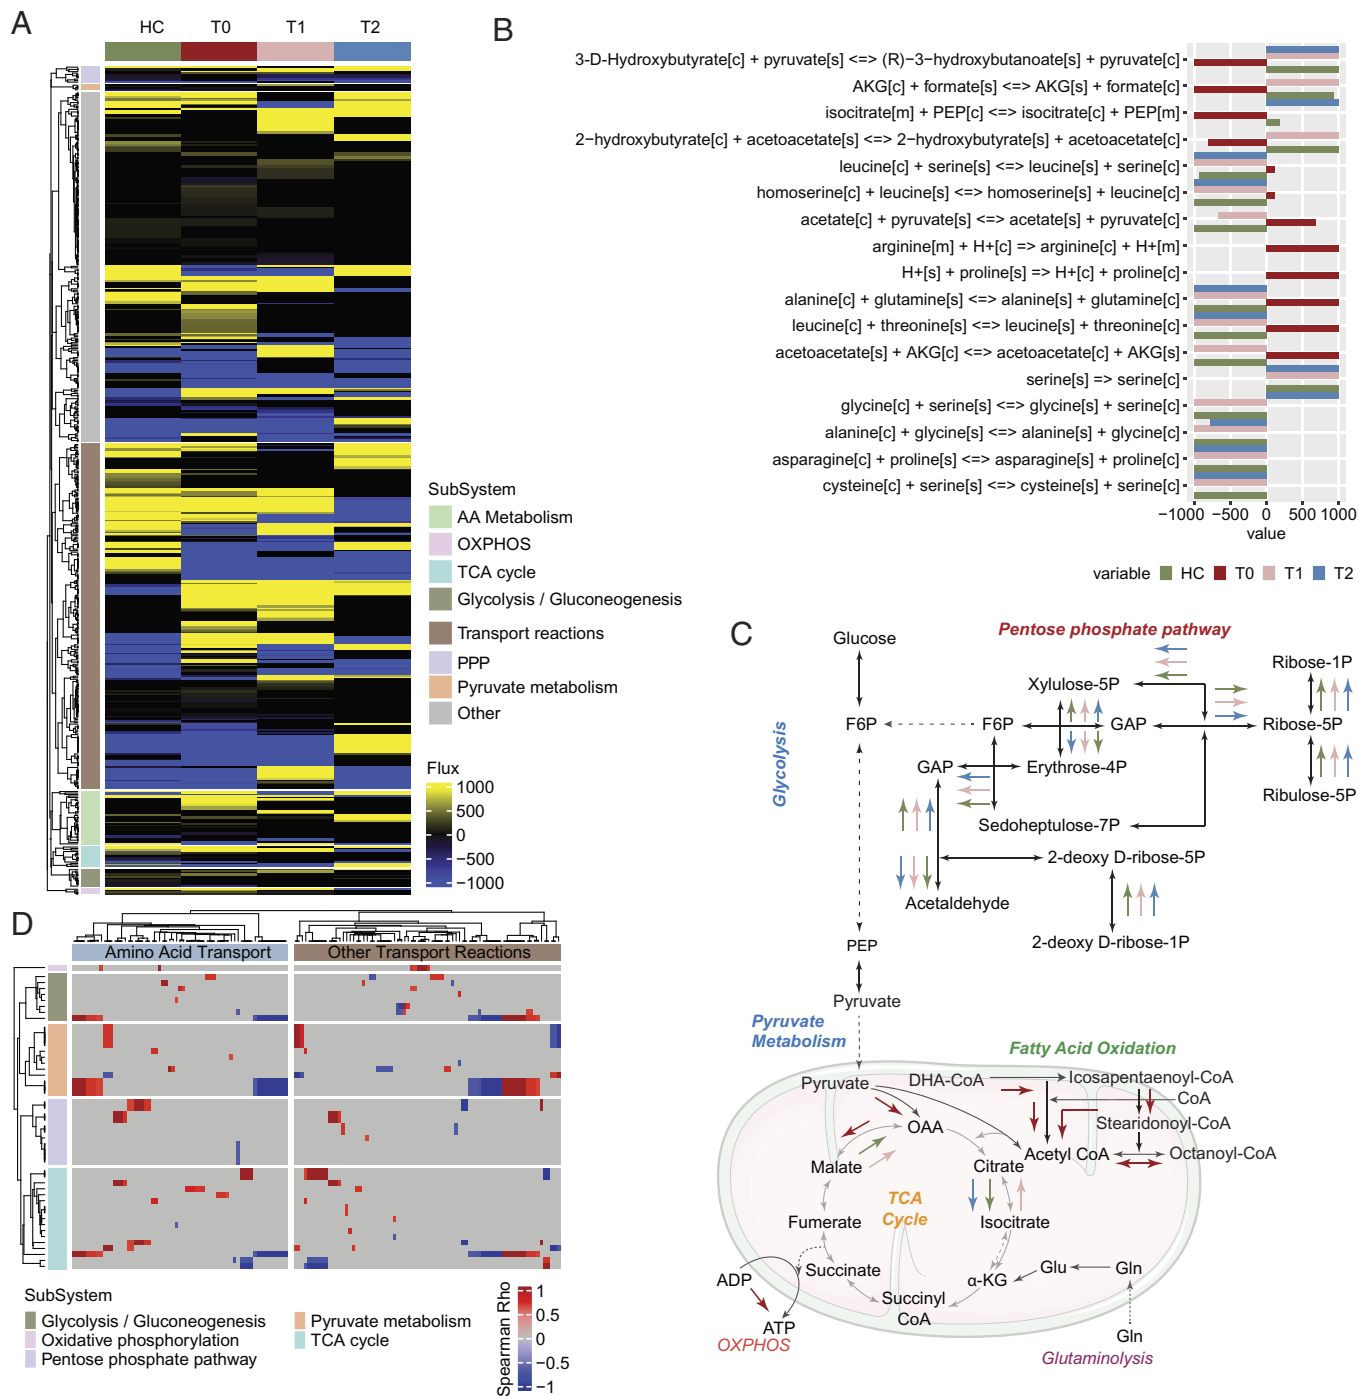 A
HC
T0
T1
T2
SubSystem
AA Metabolism
OXPHOS
TCA cycle
Glycolysis / Gluconeogenesis
Transport reactions
PPP
Pyruvate metabolism
Other
Flux
1000
500
0
−500
−1000
B
3-D-Hydroxybutyrate[c] + pyruvate[s] <=> (R)−3−hydroxybutanoate[s] + pyruvate[c]
AKG[c] + formate[s] <=> AKG[s] + formate[c]
isocitrate[m] + PEP[c] <=> isocitrate[c] + PEP[m]
2−hydroxybutyrate[c] + acetoacetate[s] <=> 2−hydroxybutyrate[s] + acetoacetate[c]
leucine[c] + serine[s] <=> leucine[s] + serine[c]
homoserine[c] + leucine[s] <=> homoserine[s] + leucine[c]
acetate[c] + pyruvate[s] <=> acetate[s] + pyruvate[c]
arginine[m] + H+[c] => arginine[c] + H+[m]
H+[s] + proline[s] => H+[c] + proline[c]
alanine[c] + glutamine[s] <=> alanine[s] + glutamine[c]
leucine[c] + threonine[s] <=> leucine[s] + threonine[c]
acetoacetate[s] + AKG[c] <=> acetoacetate[c] + AKG[s]
serine[s] => serine[c]
glycine[c] + serine[s] <=> glycine[s] + serine[c]
alanine[c] + glycine[s] <=> alanine[s] + glycine[c]
asparagine[c] + proline[s] <=> asparagine[s] + proline[c]
cysteine[c] + serine[s] <=> cysteine[s] + serine[c]
−1000 −500 0 500 1000
value
variable HC T0 T1 T2
C
Pentose phosphate pathway
Glucose
Xylulose-5P
Ribose-1P
F6P
F6P
GAP
Ribose-5P
Glycolysis
GAP
Erythrose-4P
Ribulose-5P
Sedoheptulose-7P
2-deoxy D-ribose-5P
Acetaldehyde
2-deoxy D-ribose-1P
PEP
Pyruvate
Pyruvate
Metabolism
Fatty Acid Oxidation
Pyruvate
DHA-CoA
Icosapentaenoyl-CoA
CoA
OAA
Stearidonoyl-CoA
Acetyl CoA
Octanoyl-CoA
Malate
Citrate
TCA
Cycle
Fumerate
Isocitrate
Succinate
α-KG
Glu
Gln
ADP
Succinyl
CoA
ATP
OXPHOS
Gln
Glutaminolysis
D
Amino Acid Transport
Other Transport Reactions
SubSystem
Glycolysis / Gluconeogenesis
Oxidative phosphorylation
Pentose phosphate pathway
Pyruvate metabolism
TCA cycle
Spearman Rho
1
0.5
0
−0.5
−1